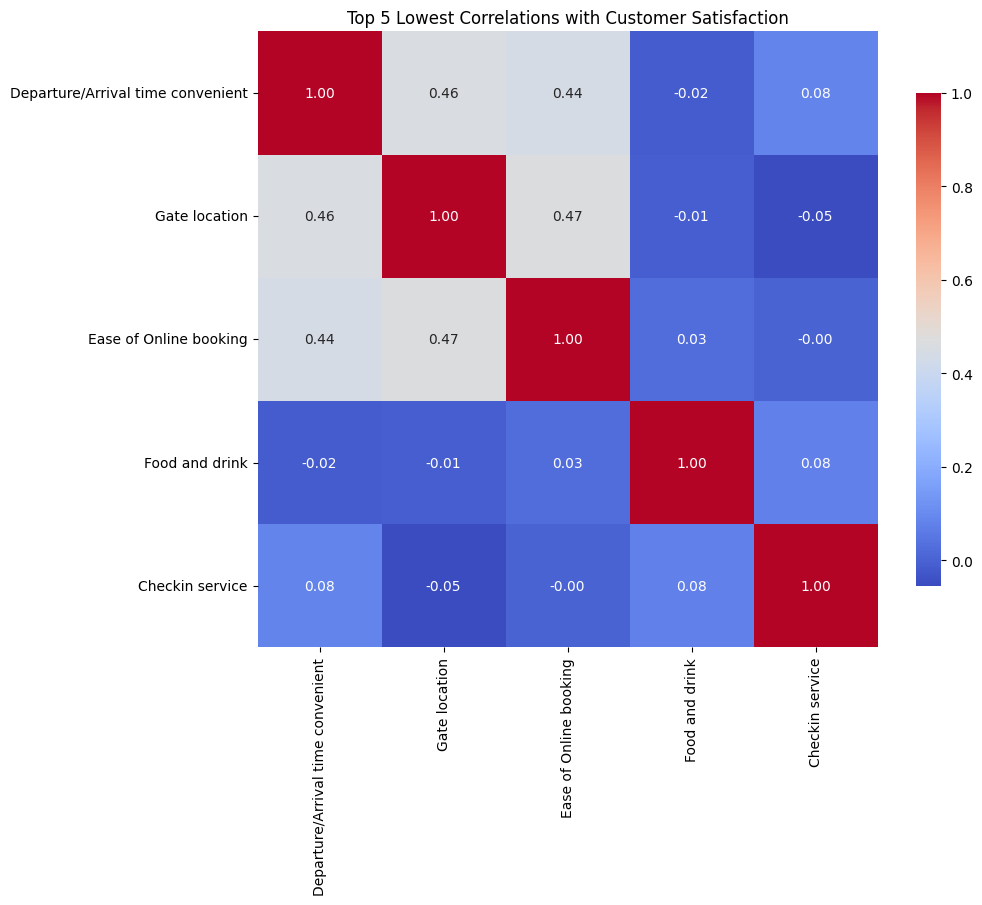 Top 5 Lowest Correlations with Customer Satisfaction
Departure/Arrival time convenient
1.00 0.46 0.44 -0.02 0.08
Gate location
0.46 1.00 0.47 -0.01 -0.05
Ease of Online booking
0.44 0.47 1.00 0.03 -0.00
Food and drink
-0.02 -0.01 0.03 1.00 0.08
Checkin service
0.08 -0.05 -0.00 0.08 1.00
Departure/Arrival time convenient
Gate location
Ease of Online booking
Food and drink
Checkin service
1.0
0.8
0.6
0.4
0.2
0.0